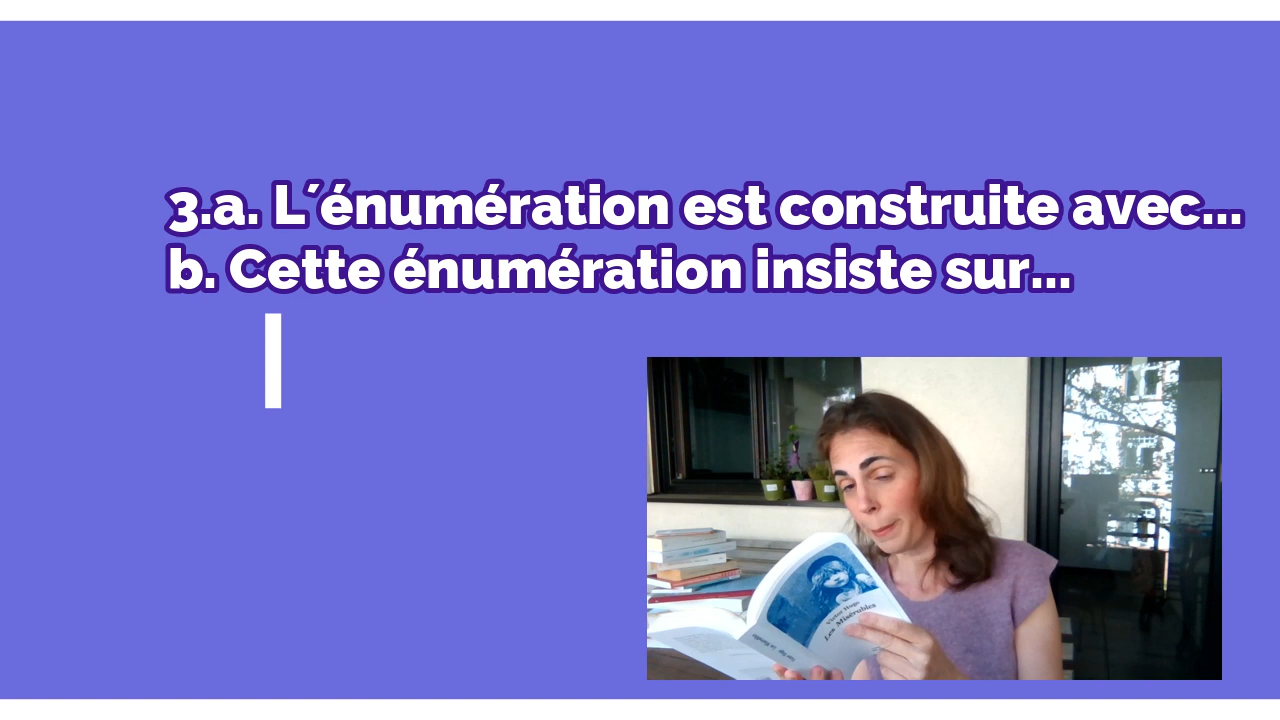 3.a. L´énumération est construite avec...
b. Cette énumération insiste sur...
Victor Hugo
Les Misérables